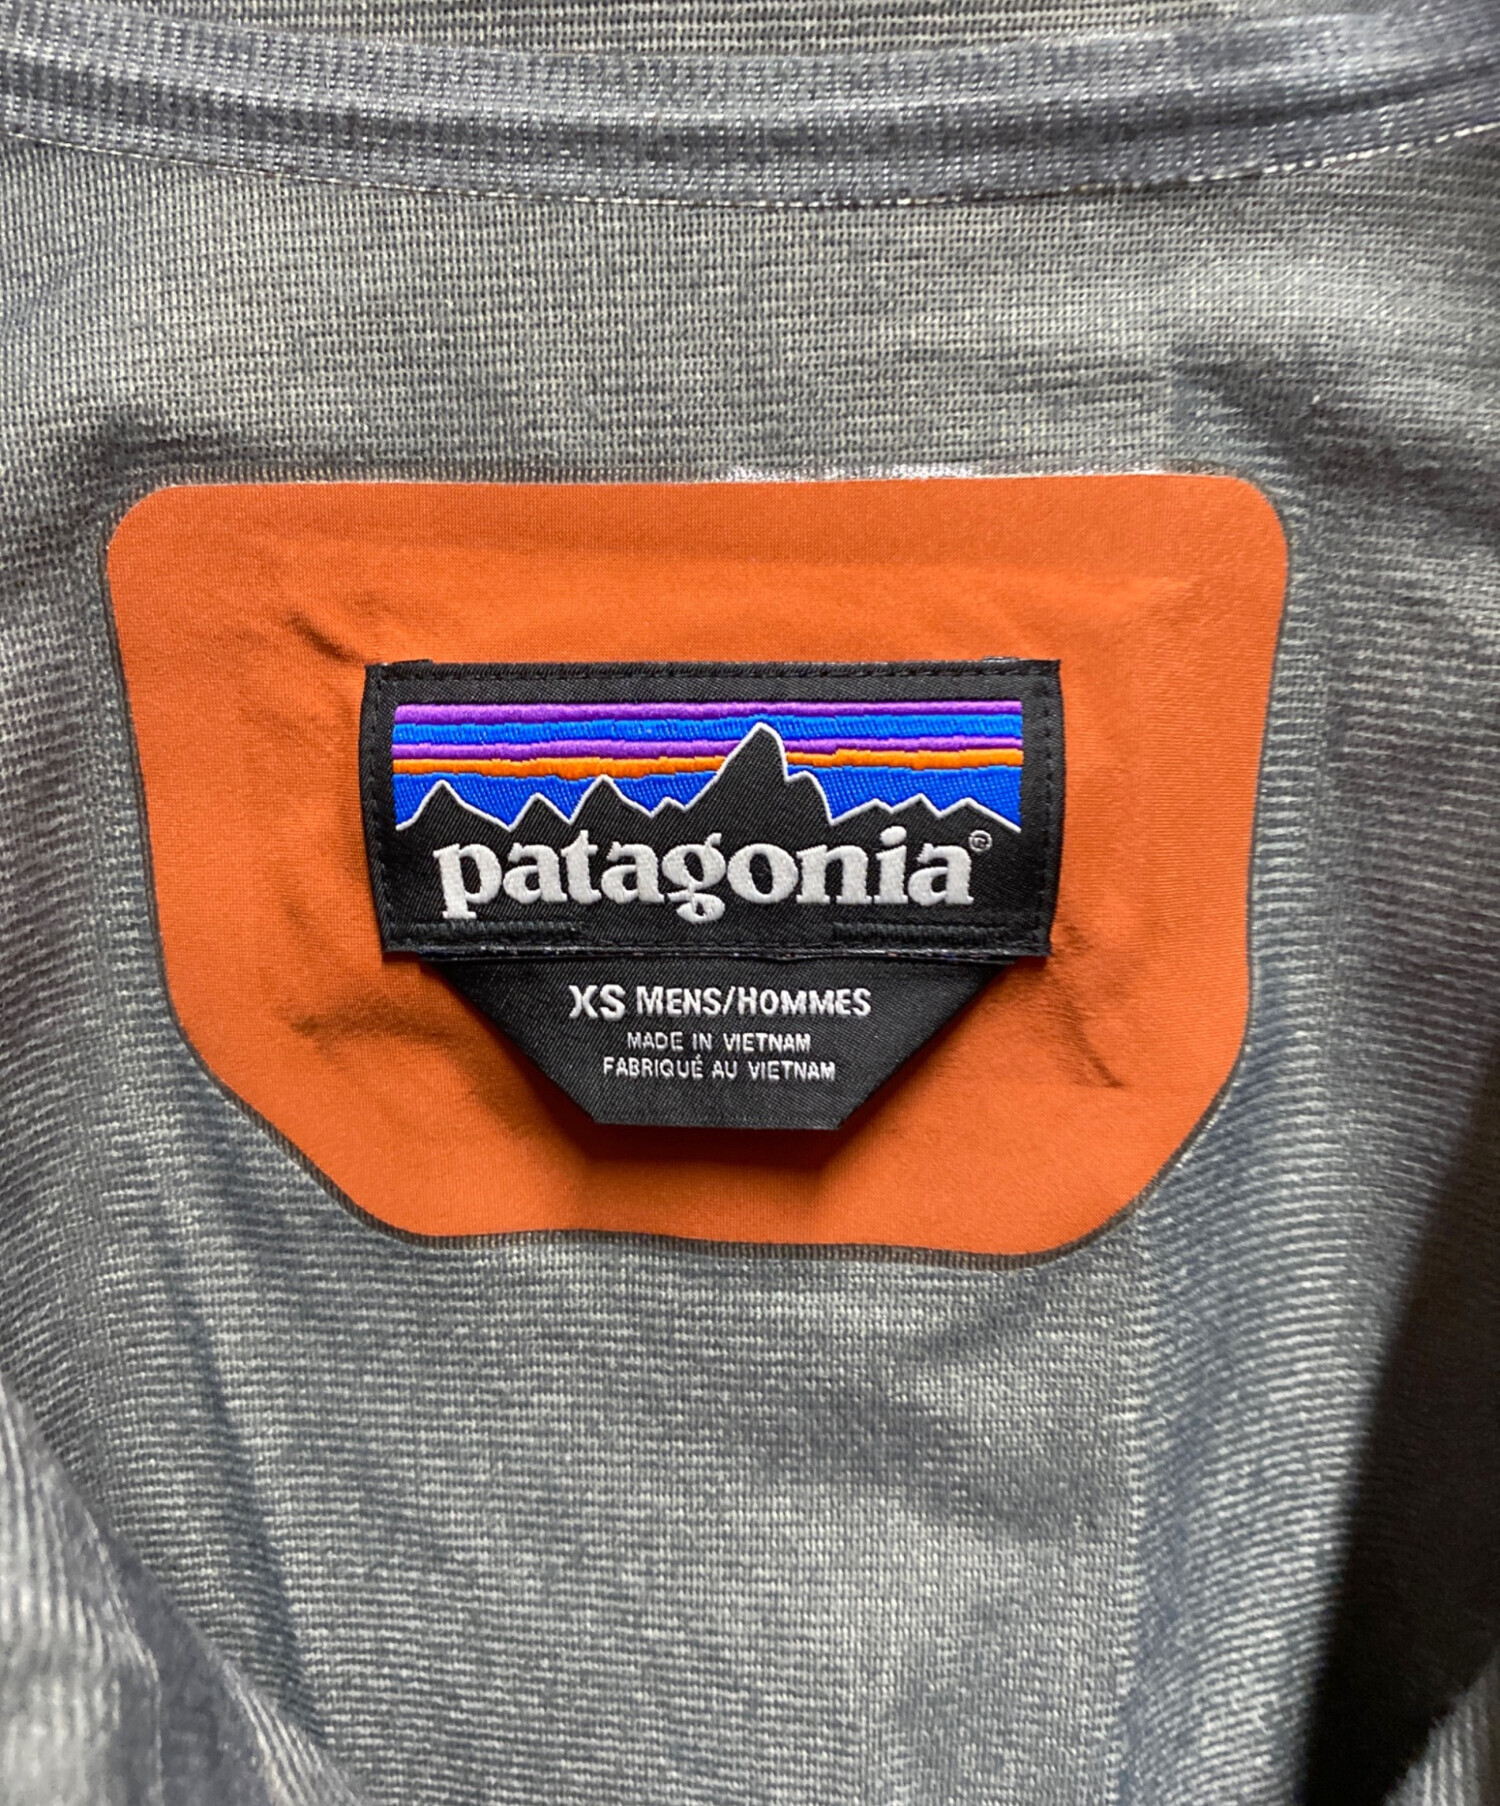 patagonia®
XS MENS/HOMMES
MADE IN VIETNAM
FABRIQUÉ AU VIETNAM